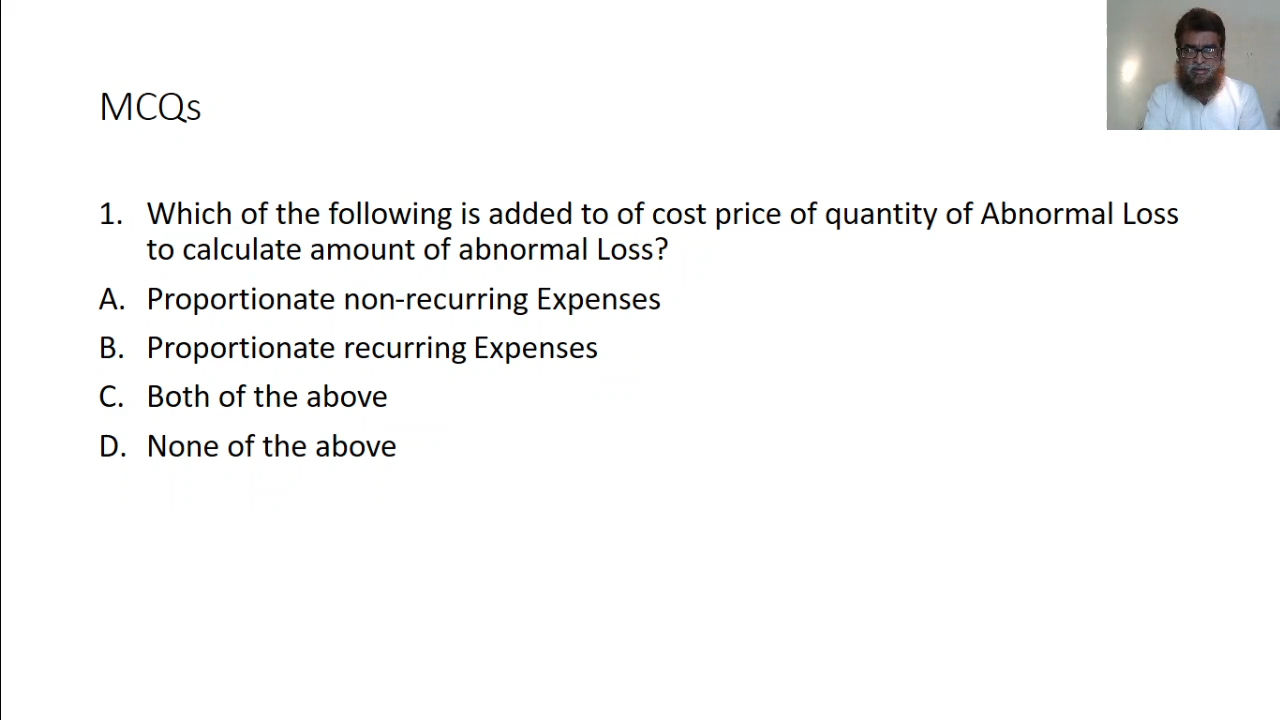 MCQs
1. Which of the following is added to of cost price of quantity of Abnormal Loss
to calculate amount of abnormal Loss?
A. Proportionate non-recurring Expenses
B. Proportionate recurring Expenses
C. Both of the above
D. None of the above